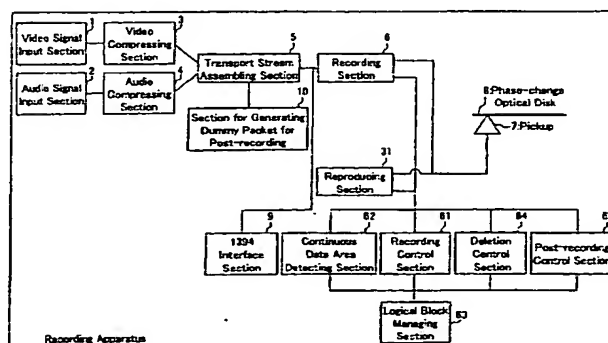 1
Video Signal
Input Section
3
Video
Compressing
Section
2
Audio Signal
Input Section
4
Audio
Compressing
Section
5
Transport Stream
Assembling Section
6
Recording
Section
10
Section for Generating
Dummy Packet for
Post-recording
8:Phase-change
Optical Disk
7:Pickup
31
Reproducing
Section
9
1394
Interface
Section
62
Continuous
Data Area
Detecting Section
61
Recording
Control
Section
64
Deletion
Control
Section
Post-recording
Control Section
Logical Block
Managing
Section
63
Recording Apparatus